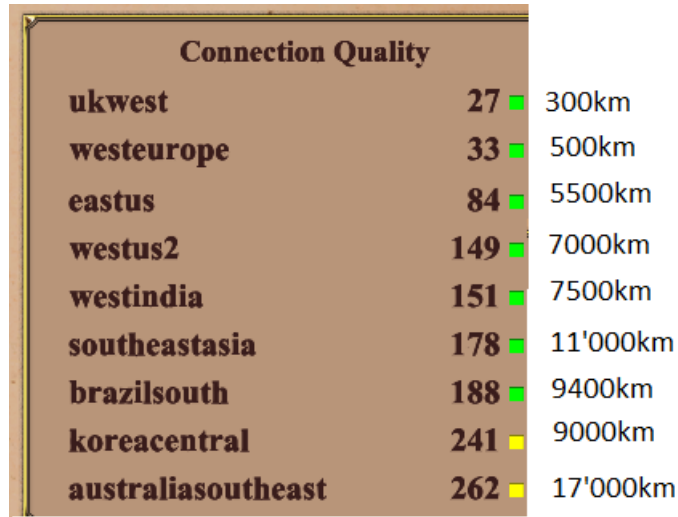 Connection Quality
ukwest 27 300km
westeurope 33 500km
eastus 84 5500km
westus2 149 7000km
westindia 151 7500km
southeastasia 178 11'000km
brazilsouth 188 9400km
koreacentral 241 9000km
australiasoutheast 262 17'000km